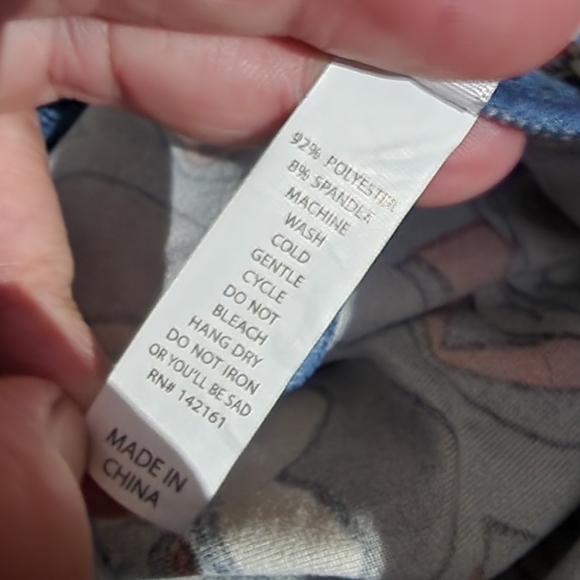 92% POLYESTER
8% SPANDEX
MACHINE
WASH
COLD
GENTLE
CYCLE
DO NOT
BLEACH
HANG DRY
DO NOT IRON
OR YOU'LL BE SAD
RN# 142161
MADE IN
CHINA